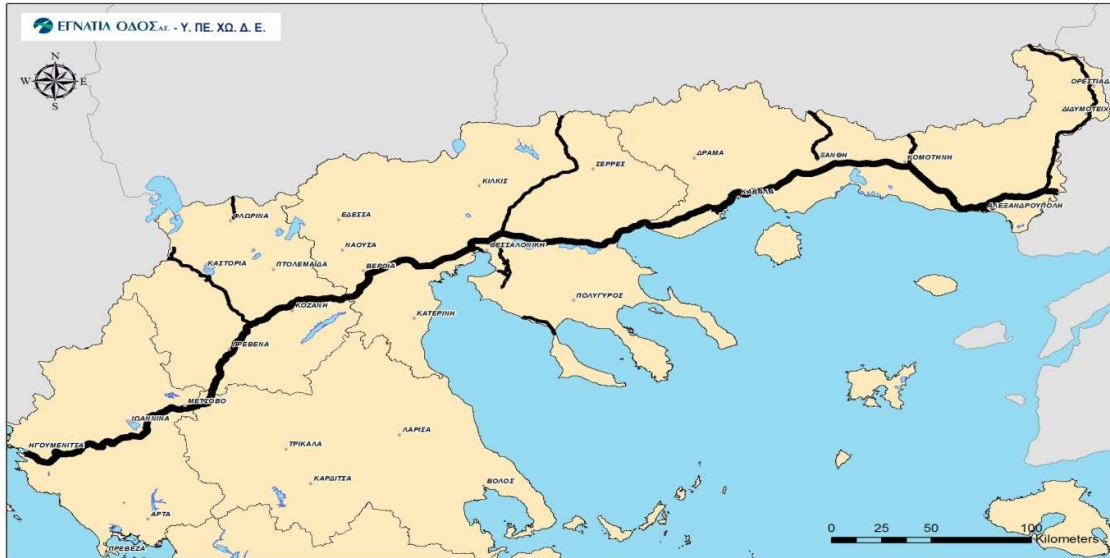 ΕΓΝΑΤΙΑ ΟΔΟΣ Α.Ε. - Υ. ΠΕ. ΧΩ. Δ. Ε.
N
W E
S
ΟΡΕΣΤΙΑΔ
ΔΙΔΥΜΟΤΕΙΧ
ΞΑΝΘΗ
ΚΟΜΟΤΗΝΗ
ΔΡΑΜΑ
ΣΕΡΡΕΣ
ΚΙΛΚΙΣ
ΚΑΒΑΛΑ
ΑΛΕΞΑΝΔΡΟΥΠΟΛΗ
ΦΛΩΡΙΝΑ
ΕΔΕΣΣΑ
ΝΑΟΥΣΑ
ΘΕΣΣΑΛΟΝΙΚΗ
ΚΑΣΤΟΡΙΑ
ΠΤΟΛΕΜΑΪΔΑ
ΒΕΡΟΙΑ
ΠΟΛΥΓΥΡΟΣ
ΚΟΖΑΝΗ
ΚΑΤΕΡΙΝΗ
ΓΡΕΒΕΝΑ
ΜΕΤΣΟΒΟ
ΙΩΑΝΝΙΝΑ
ΗΓΟΥΜΕΝΙΤΣΑ
ΛΑΡΙΣΑ
ΤΡΙΚΑΛΑ
ΚΑΡΔΙΤΣΑ
ΒΟΛΟΣ
ΑΡΤΑ
ΠΡΕΒΕΖΑ
0 25 50 100
Kilometers